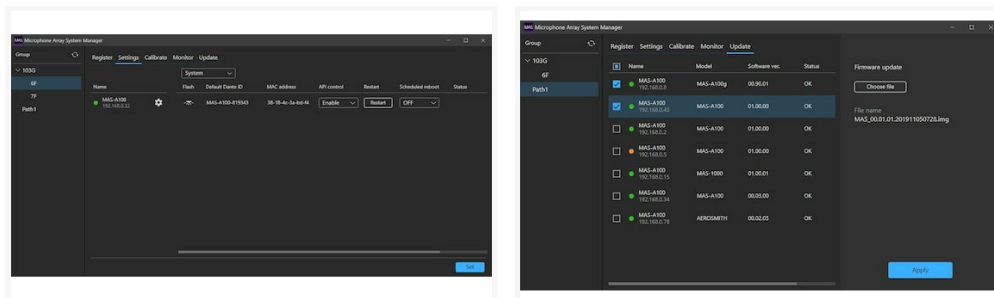 MAS Microphone Array System Manager
Group
Register Settings Calibrate Monitor Update
103G
System
6F
7F
Name Flash Default Dante ID MAC address API control Restart Scheduled reboot Status
Path1
MAS-A100 MAS-A100-819343 Enable Restart OFF
192.168.0.32
Set
MAS Microphone Array System Manager
Group
Register Settings Calibrate Monitor Update
103G
Name Model Software ver. Status Firmware update
6F
Path1
MAS-A100 MAS-A100g 00.90.01 OK Choose file
192.168.0.8
MAS-A100 MAS-A100 01.00.00 OK File name
192.168.0.43 MAS_00.01.01.201911050728.img
MAS-A100 MAS-A100 01.00.00 OK
192.168.0.2
MAS-A100 MAS-A100 01.00.00 OK
192.168.0.5
MAS-A100 MAS-1000 01.00.01 OK
192.168.0.15
MAS-A100 MAS-A100 00.03.00 OK
192.168.0.34
MAS-A100 AEROSMITH 00.02.03 OK
192.168.0.78
Apply